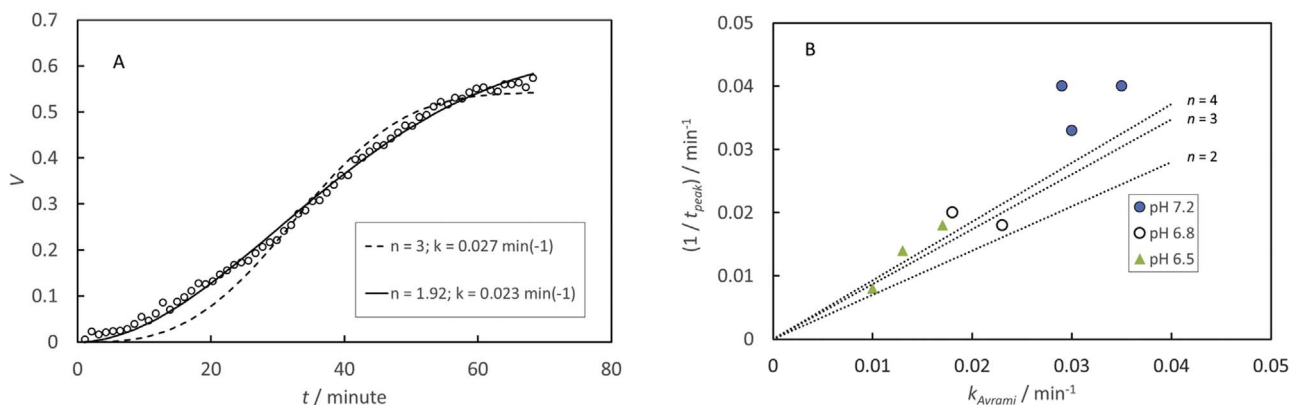 A
V
0.7
0.6
0.5
0.4
0.3
0.2
0.1
0
0 20 40 60 80
t / minute
n = 3; k = 0.027 min(-1)
n = 1.92; k = 0.023 min(-1)
B
(1 / t_peak) / min⁻¹
0.05
0.04
0.03
0.02
0.01
0
0 0.01 0.02 0.03 0.04 0.05
k_Avrami / min⁻¹
n = 4
n = 3
n = 2
pH 7.2
pH 6.8
pH 6.5